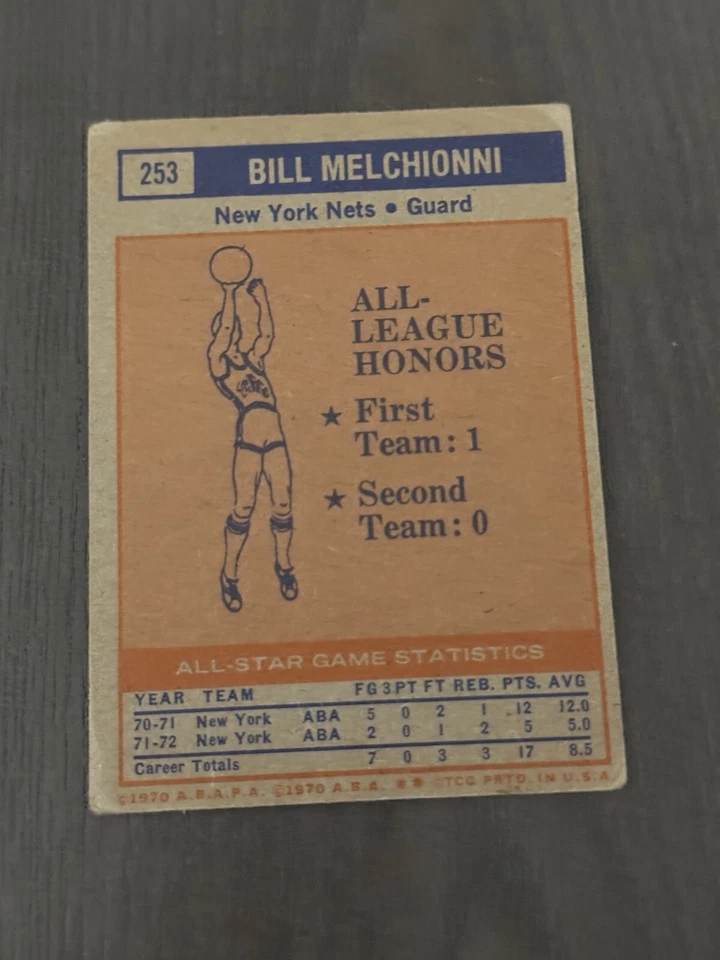 253 BILL MELCHIONNI
New York Nets • Guard
ALL-
LEAGUE
HONORS
★ First
Team: 1
★ Second
Team: 0
ALL-STAR GAME STATISTICS
YEAR TEAM FG 3PT FT REB. PTS. AVG
70-71 New York ABA 5 0 2 1 12 12.0
71-72 New York ABA 2 0 1 2 5 5.0
Career Totals 7 0 3 3 17 8.5
©1970 A.B.A.P.A. ©1970 A.B.A. ✱✱ ©TCG PRTD. IN U.S.A.